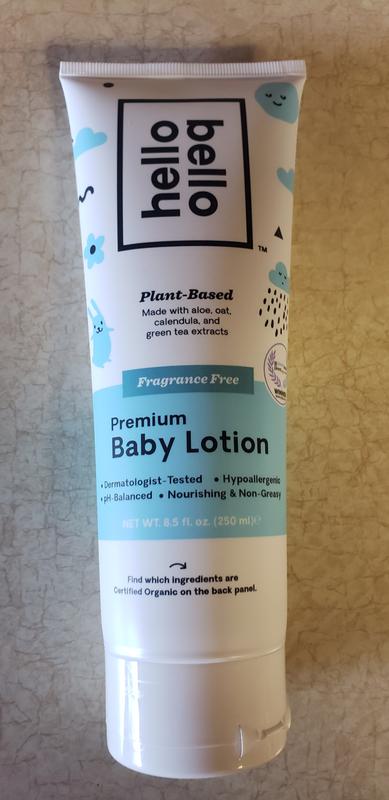 hello
bello
TM
Plant-Based
Made with aloe, oat,
calendula, and
green tea extracts
Fragrance Free
Premium
Baby Lotion
• Dermatologist-Tested • Hypoallergenic
• pH-Balanced • Nourishing & Non-Greasy
NET WT. 8.5 fl. oz. (250 ml)℮
Find which ingredients are
Certified Organic on the back panel.